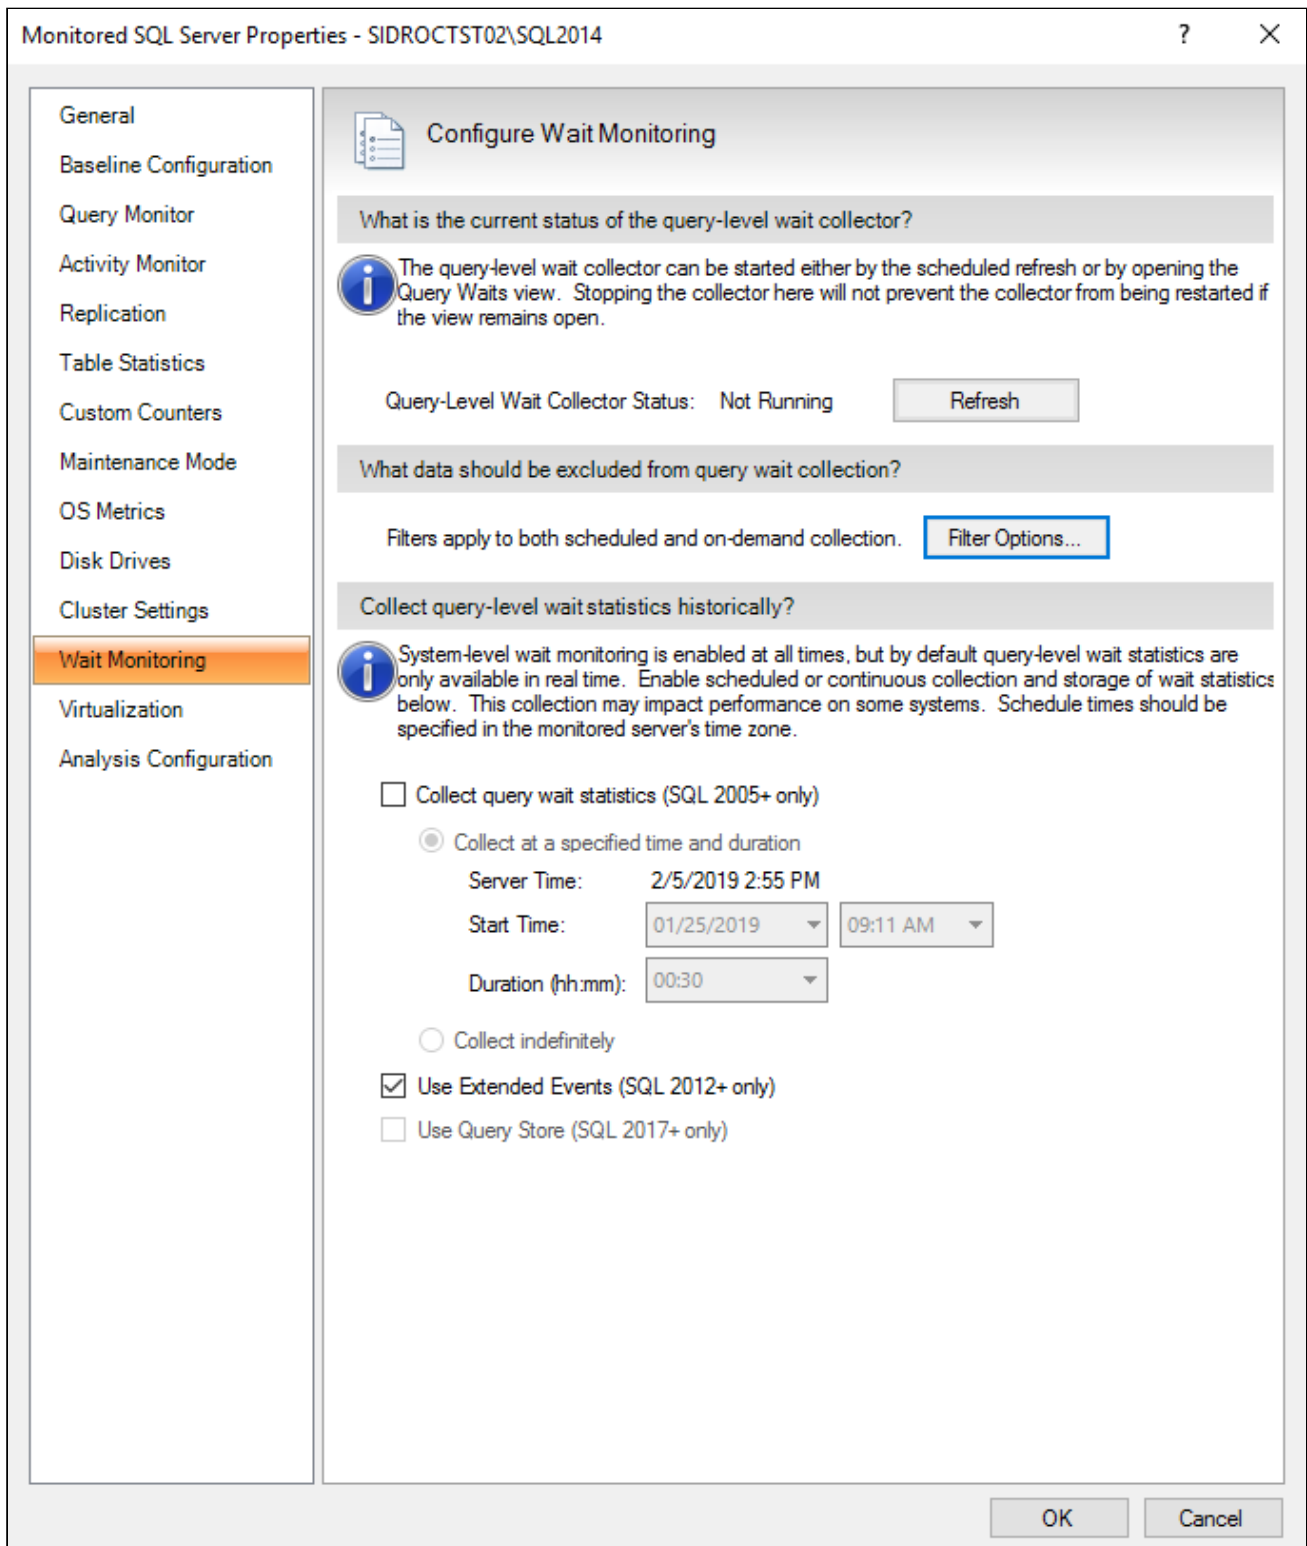 Monitored SQL Server Properties - SIDROCTST02\SQL2014
?
General
Baseline Configuration
Query Monitor
Activity Monitor
Replication
Table Statistics
Custom Counters
Maintenance Mode
OS Metrics
Disk Drives
Cluster Settings
Wait Monitoring
Virtualization
Analysis Configuration
Configure Wait Monitoring
What is the current status of the query-level wait collector?
The query-level wait collector can be started either by the scheduled refresh or by opening the
Query Waits view. Stopping the collector here will not prevent the collector from being restarted if
the view remains open.
Query-Level Wait Collector Status: Not Running Refresh
What data should be excluded from query wait collection?
Filters apply to both scheduled and on-demand collection. Filter Options...
Collect query-level wait statistics historically?
System-level wait monitoring is enabled at all times, but by default query-level wait statistics are
only available in real time. Enable scheduled or continuous collection and storage of wait statistics
below. This collection may impact performance on some systems. Schedule times should be
specified in the monitored server's time zone.
Collect query wait statistics (SQL 2005+ only)
Collect at a specified time and duration
Server Time: 2/5/2019 2:55 PM
Start Time: 01/25/2019 09:11 AM
Duration (hh:mm): 00:30
Collect indefinitely
Use Extended Events (SQL 2012+ only)
Use Query Store (SQL 2017+ only)
OK Cancel